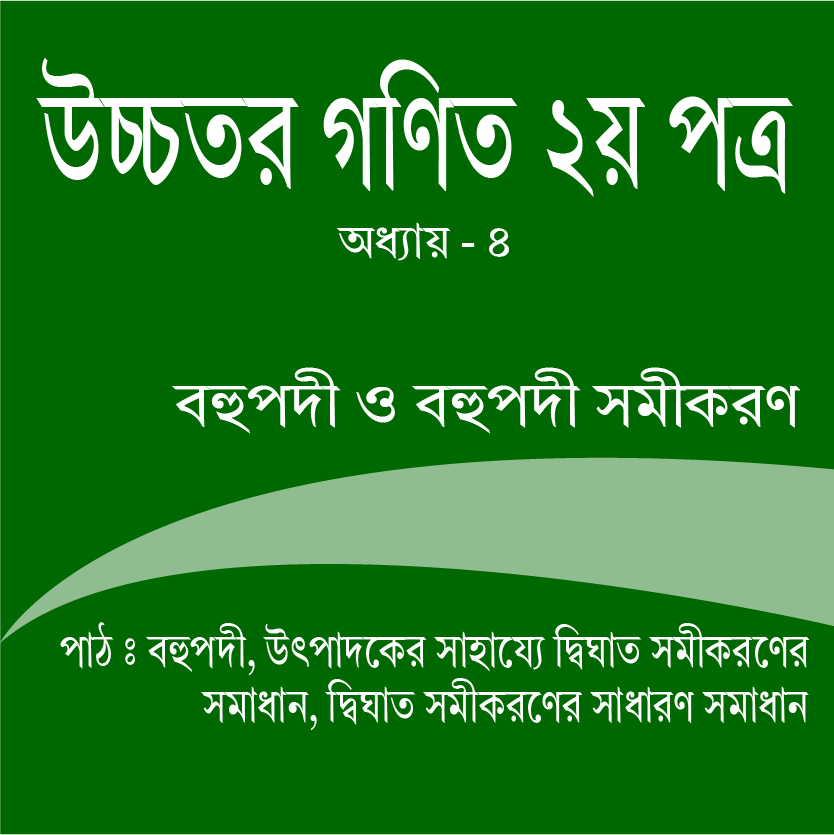 উচ্চতর গণিত ২য় পত্র
অধ্যায় - ৪
বহুপদী ও বহুপদী সমীকরণ
পাঠ ঃ বহুপদী, উৎপাদকের সাহায্যে দ্বিঘাত সমীকরণের
সমাধান, দ্বিঘাত সমীকরণের সাধারণ সমাধান